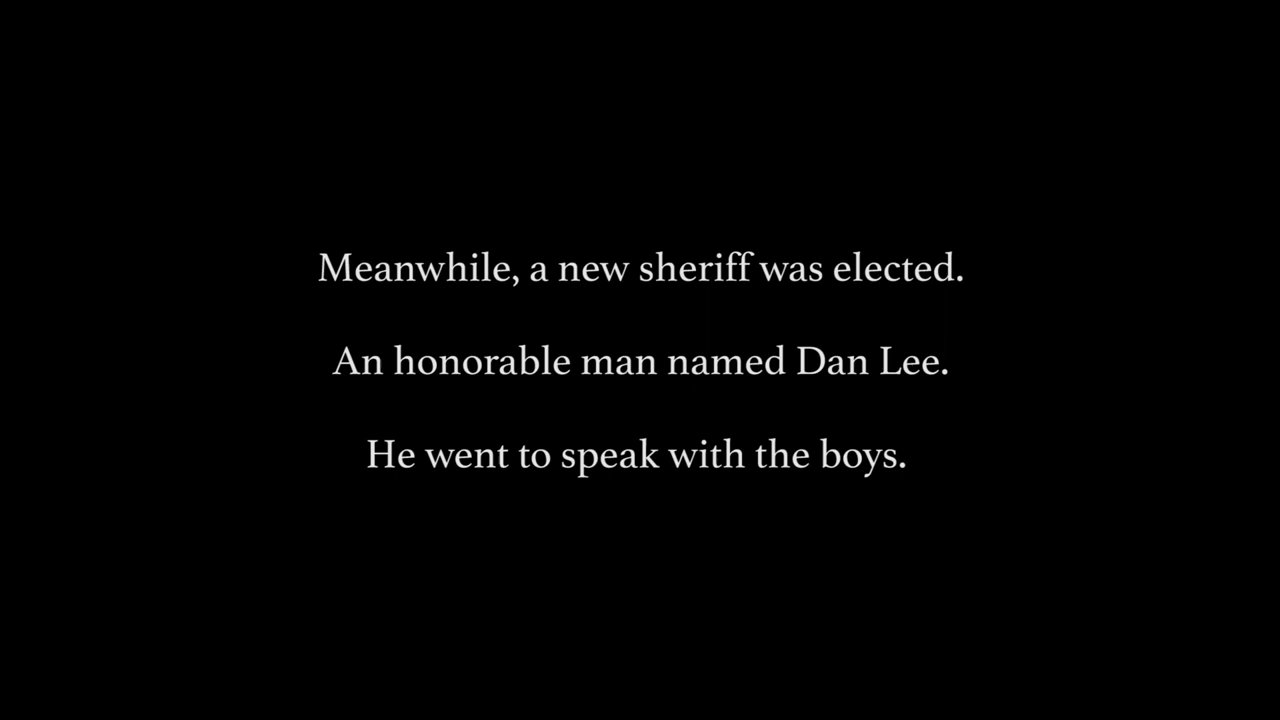 Meanwhile, a new sheriff was elected.
An honorable man named Dan Lee.
He went to speak with the boys.